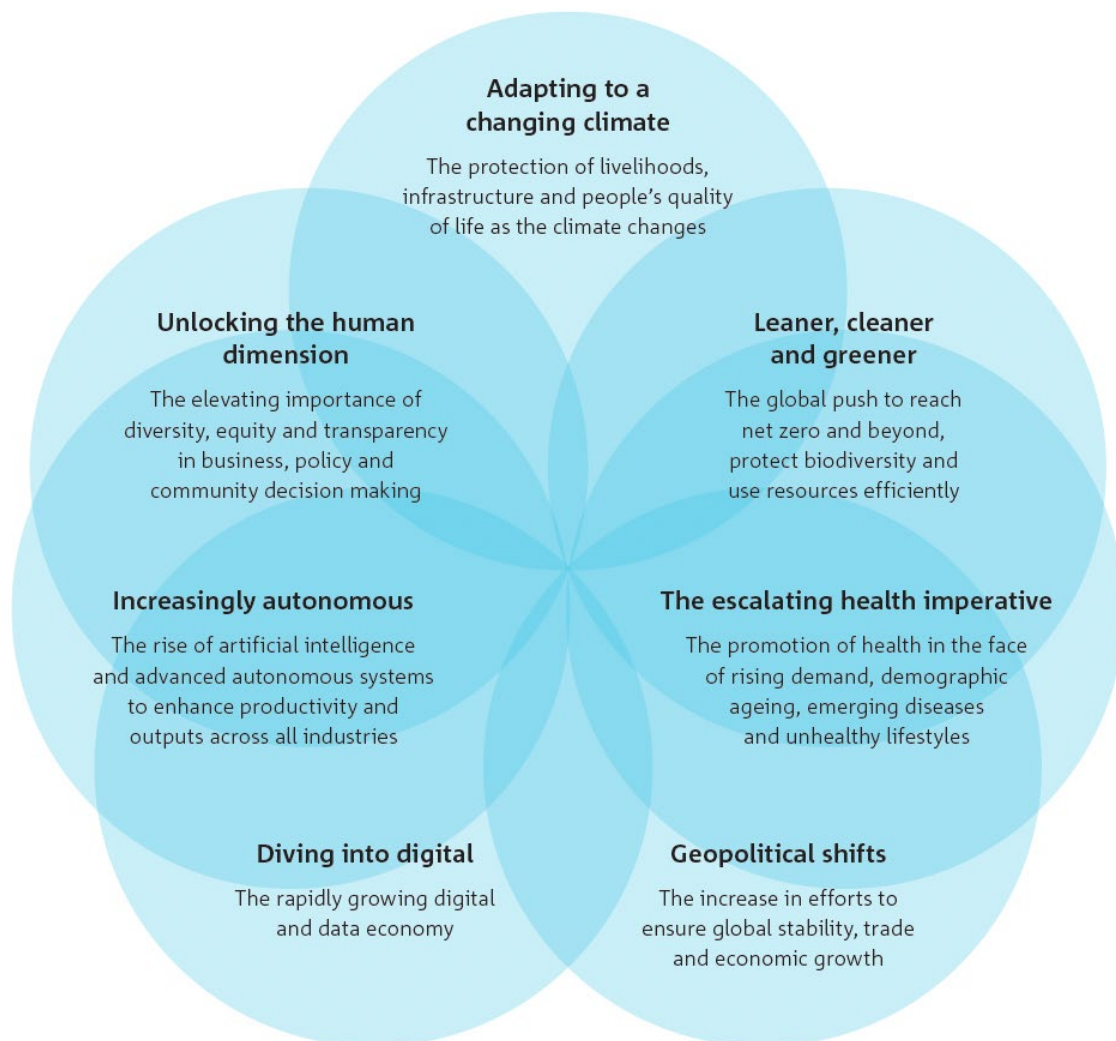 Adapting to a
changing climate
The protection of livelihoods,
infrastructure and people’s quality
of life as the climate changes
Unlocking the human
dimension
The elevating importance of
diversity, equity and transparency
in business, policy and
community decision making
Leaner, cleaner
and greener
The global push to reach
net zero and beyond,
protect biodiversity and
use resources efficiently
Increasingly autonomous
The rise of artificial intelligence
and advanced autonomous systems
to enhance productivity and
outputs across all industries
The escalating health imperative
The promotion of health in the face
of rising demand, demographic
ageing, emerging diseases
and unhealthy lifestyles
Diving into digital
The rapidly growing digital
and data economy
Geopolitical shifts
The increase in efforts to
ensure global stability, trade
and economic growth